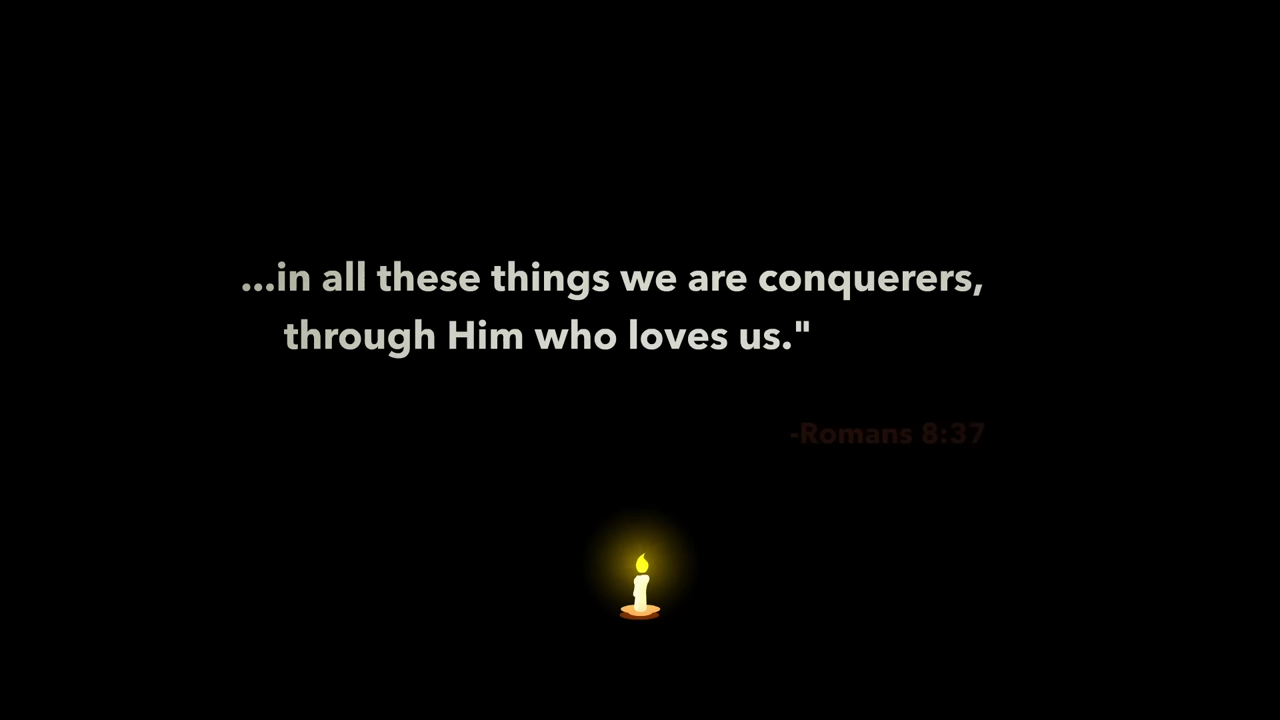 ...in all these things we are conquerers,
through Him who loves us."
-Romans 8:37